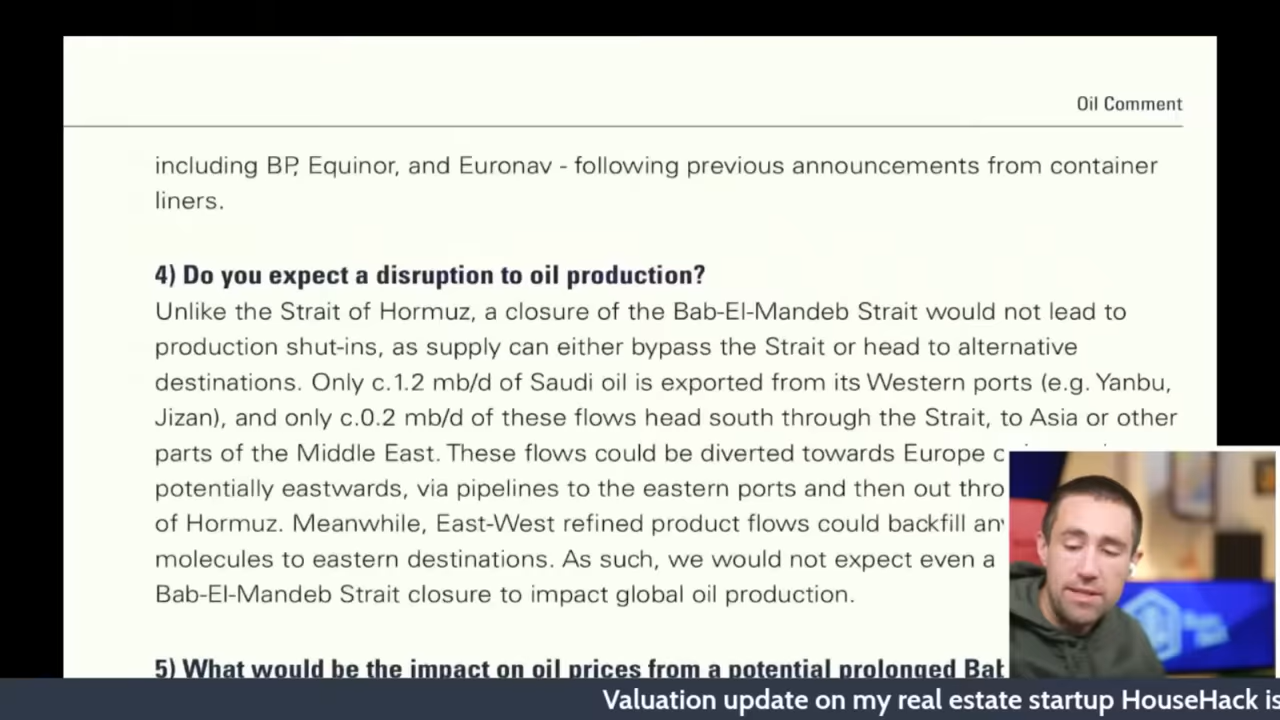 Oil Comment
including BP, Equinor, and Euronav - following previous announcements from container
liners.
4) Do you expect a disruption to oil production?
Unlike the Strait of Hormuz, a closure of the Bab-El-Mandeb Strait would not lead to
production shut-ins, as supply can either bypass the Strait or head to alternative
destinations. Only c.1.2 mb/d of Saudi oil is exported from its Western ports (e.g. Yanbu,
Jizan), and only c.0.2 mb/d of these flows head south through the Strait, to Asia or other
parts of the Middle East. These flows could be diverted towards Europe
potentially eastwards, via pipelines to the eastern ports and then out
of Hormuz. Meanwhile, East-West refined product flows could backfill
molecules to eastern destinations. As such, we would not expect even a
Bab-El-Mandeb Strait closure to impact global oil production.
5) What would be the impact on oil prices from a potential prolonged
Valuation update on my real estate startup HouseHack is